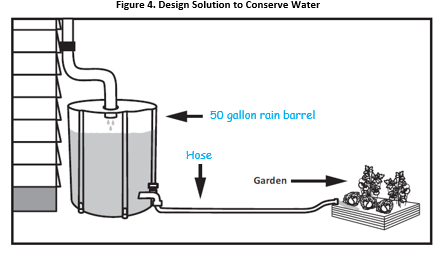 Figure 4. Design Solution to Conserve Water
50 gallon rain barrel
Hose
Garden